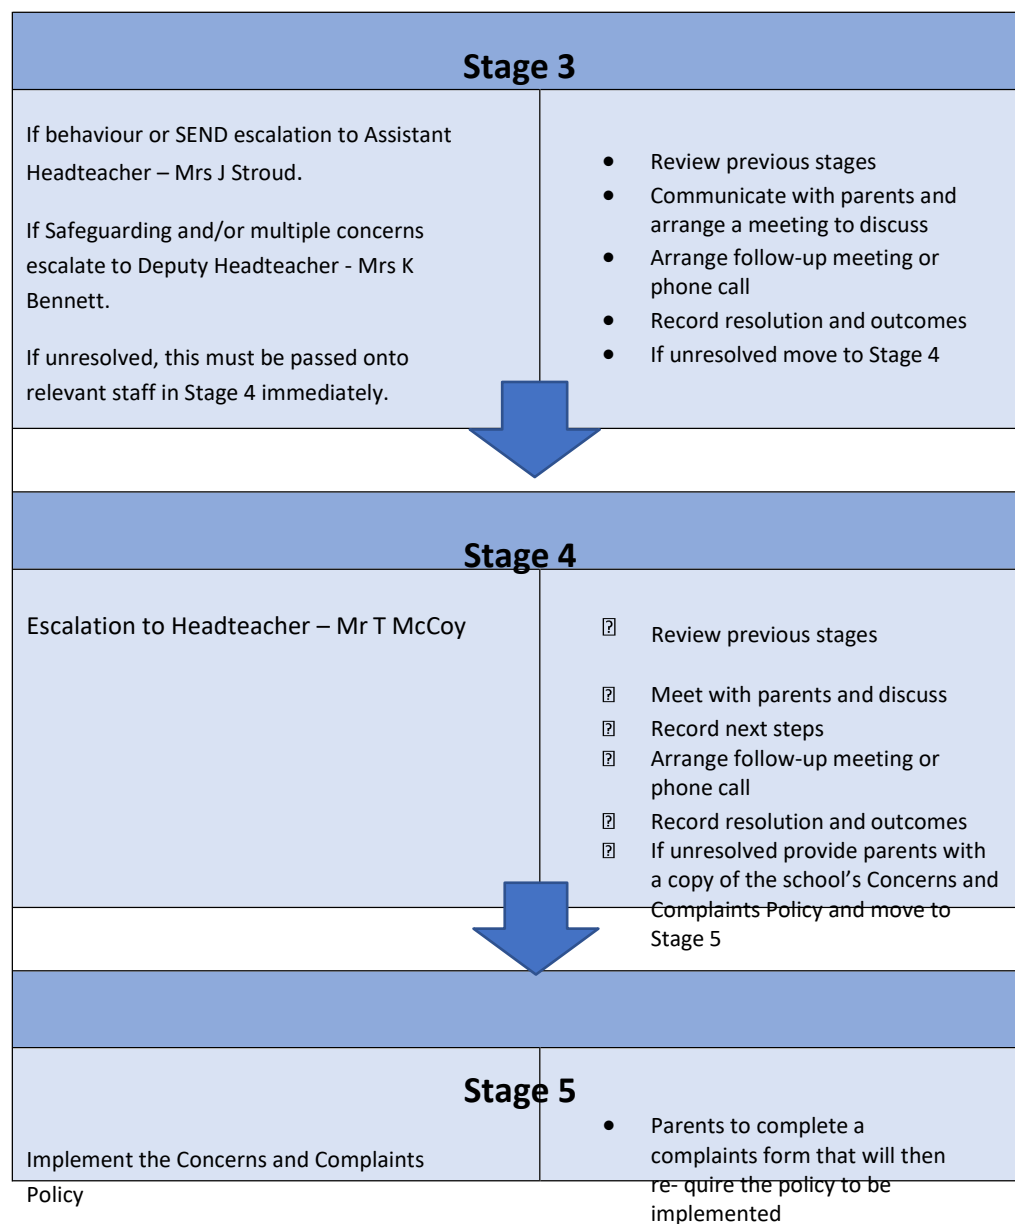 Stage 3
If behaviour or SEND escalation to Assistant
Headteacher – Mrs J Stroud.
If Safeguarding and/or multiple concerns
escalate to Deputy Headteacher - Mrs K
Bennett.
If unresolved, this must be passed onto
relevant staff in Stage 4 immediately.
• Review previous stages
• Communicate with parents and
arrange a meeting to discuss
• Arrange follow-up meeting or
phone call
• Record resolution and outcomes
• If unresolved move to Stage 4
Stage 4
Escalation to Headteacher – Mr T McCoy
⍰ Review previous stages
⍰ Meet with parents and discuss
⍰ Record next steps
⍰ Arrange follow-up meeting or
phone call
⍰ Record resolution and outcomes
⍰ If unresolved provide parents with
a copy of the school’s Concerns and
Complaints Policy and move to
Stage 5
Stage 5
Implement the Concerns and Complaints
Policy
• Parents to complete a
complaints form that will then
re- quire the policy to be
implemented